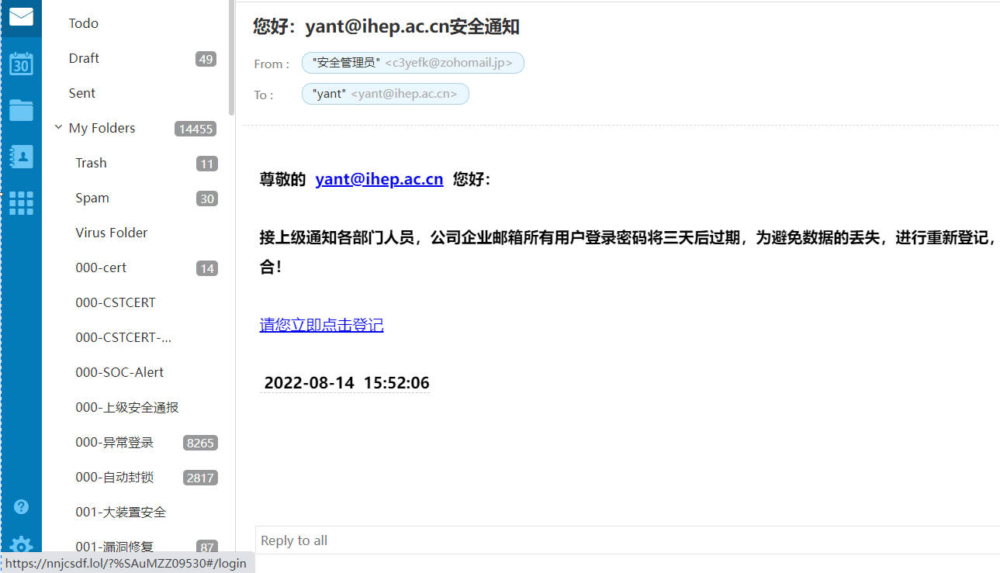 30
Todo
Draft 49
Sent
My Folders 14455
Trash 11
Spam 30
Virus Folder
000-cert 14
000-CSTCERT
000-CSTCERT-...
000-SOC-Alert
000-上级安全通报
000-异常登录 8265
000-自动封锁 2817
001-大装置安全
001-漏洞修复 87
?
您好：yant@ihep.ac.cn安全通知
From : "安全管理员" <c3yefk@zohomail.jp>
To : "yant" <yant@ihep.ac.cn>
尊敬的 yant@ihep.ac.cn 您好：
接上级通知各部门人员，公司企业邮箱所有用户登录密码将三天后过期，为避免数据的丢失，进行重新登记，
合！
请您立即点击登记
2022-08-14 15:52:06
Reply to all
https://nnjcsdf.lol/?%SAuMZZ09530#/login